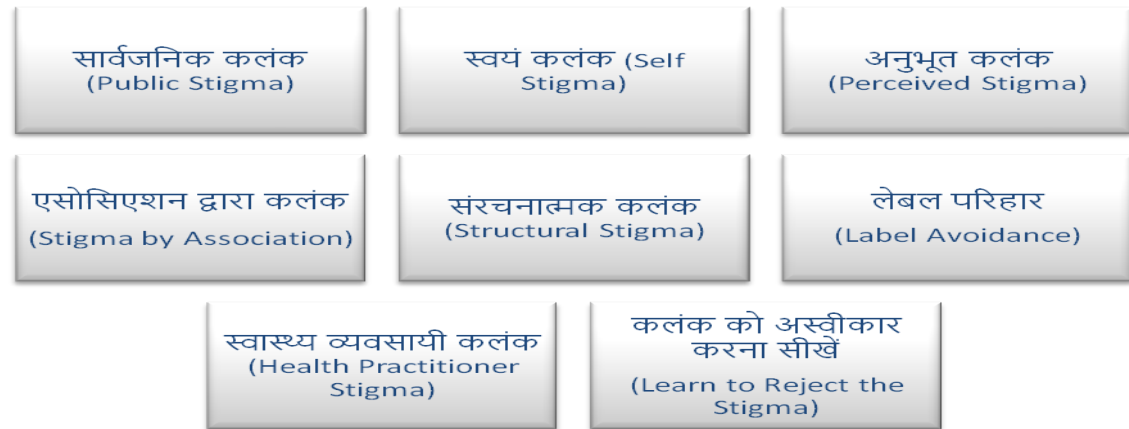 सार्वजनिक कलंक
(Public Stigma)
स्वयं कलंक (Self
Stigma)
अनुभूत कलंक
(Perceived Stigma)
एसोसिएशन द्वारा कलंक
(Stigma by Association)
संरचनात्मक कलंक
(Structural Stigma)
लेबल परिहार
(Label Avoidance)
स्वास्थ्य व्यवसायी कलंक
(Health Practitioner
Stigma)
कलंक को अस्वीकार
करना सीखें
(Learn to Reject the
Stigma)